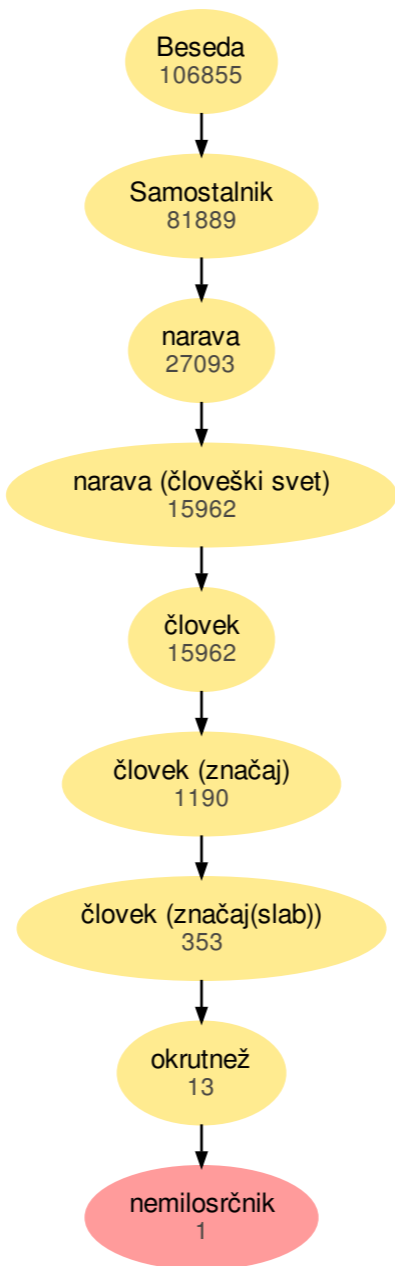 Beseda
106855
Samostalnik
81889
narava
27093
narava (človeški svet)
15962
človek
15962
človek (značaj)
1190
človek (značaj(slab))
353
okrutnež
13
nemilosrčnik
1